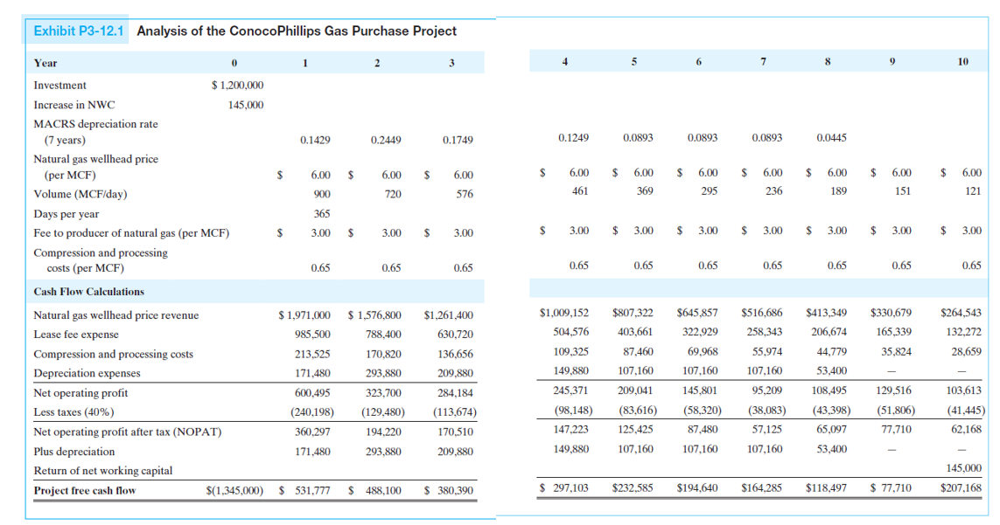 Exhibit P3-12.1 Analysis of the ConocoPhillips Gas Purchase Project
Year 0 1 2 3 4 5 6 7 8 9 10
Investment $ 1,200,000
Increase in NWC 145,000
MACRS depreciation rate
(7 years) 0.1429 0.2449 0.1749 0.1249 0.0893 0.0893 0.0893 0.0445
Natural gas wellhead price
(per MCF) $ 6.00 $ 6.00 $ 6.00 $ 6.00 $ 6.00 $ 6.00 $ 6.00 $ 6.00 $ 6.00 $ 6.00
Volume (MCF/day) 900 720 576 461 369 295 236 189 151 121
Days per year 365
Fee to producer of natural gas (per MCF) $ 3.00 $ 3.00 $ 3.00 $ 3.00 $ 3.00 $ 3.00 $ 3.00 $ 3.00 $ 3.00 $ 3.00
Compression and processing
costs (per MCF) 0.65 0.65 0.65 0.65 0.65 0.65 0.65 0.65 0.65 0.65
Cash Flow Calculations
Natural gas wellhead price revenue $ 1,971,000 $ 1,576,800 $1,261,400 $1,009,152 $807,322 $645,857 $516,686 $413,349 $330,679 $264,543
Lease fee expense 985,500 788,400 630,720 504,576 403,661 322,929 258,343 206,674 165,339 132,272
Compression and processing costs 213,525 170,820 136,656 109,325 87,460 69,968 55,974 44,779 35,824 28,659
Depreciation expenses 171,480 293,880 209,880 149,880 107,160 107,160 107,160 53,400 — —
Net operating profit 600,495 323,700 284,184 245,371 209,041 145,801 95,209 108,495 129,516 103,613
Less taxes (40%) (240,198) (129,480) (113,674) (98,148) (83,616) (58,320) (38,083) (43,398) (51,806) (41,445)
Net operating profit after tax (NOPAT) 360,297 194,220 170,510 147,223 125,425 87,480 57,125 65,097 77,710 62,168
Plus depreciation 171,480 293,880 209,880 149,880 107,160 107,160 107,160 53,400 — —
Return of net working capital 145,000
Project free cash flow $(1,345,000) $ 531,777 $ 488,100 $ 380,390 $ 297,103 $232,585 $194,640 $164,285 $118,497 $ 77,710 $207,168